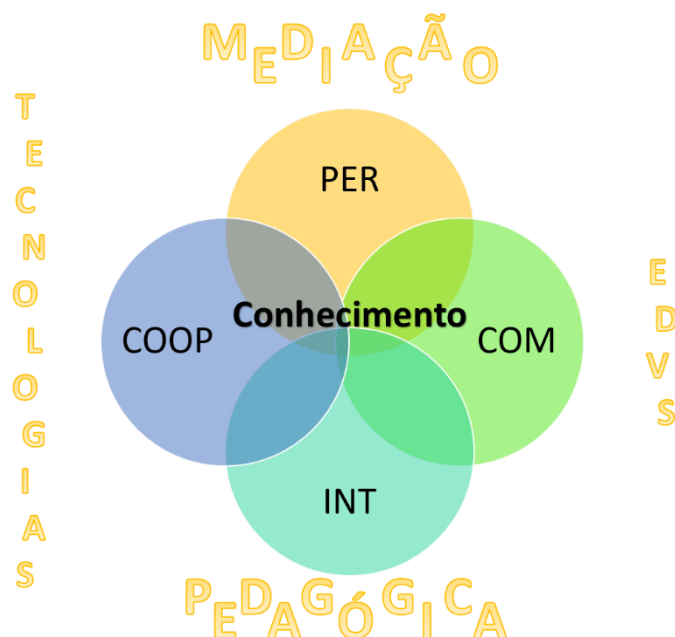 MEDIAÇÃO
TECNOLOGIAS
PER
EDVS
Conhecimento
COOP
COM
INT
PEDAGÓGICA